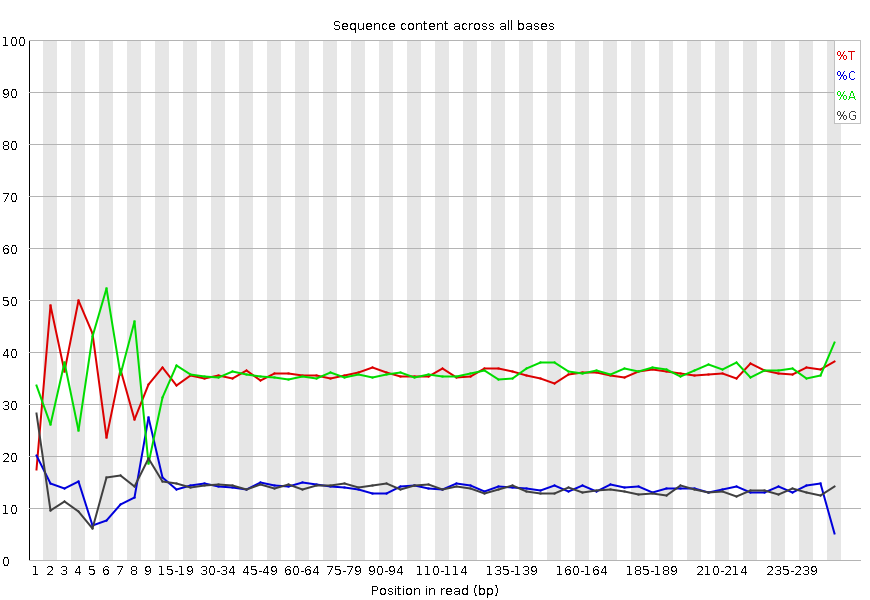 Sequence content across all bases
100
90
80
70
60
50
40
30
20
10
0
%T
%C
%A
%G
1 2 3 4 5 6 7 8 9 15-19 30-34 45-49 60-64 75-79 90-94 110-114 135-139 160-164 185-189 210-214 235-239
Position in read (bp)